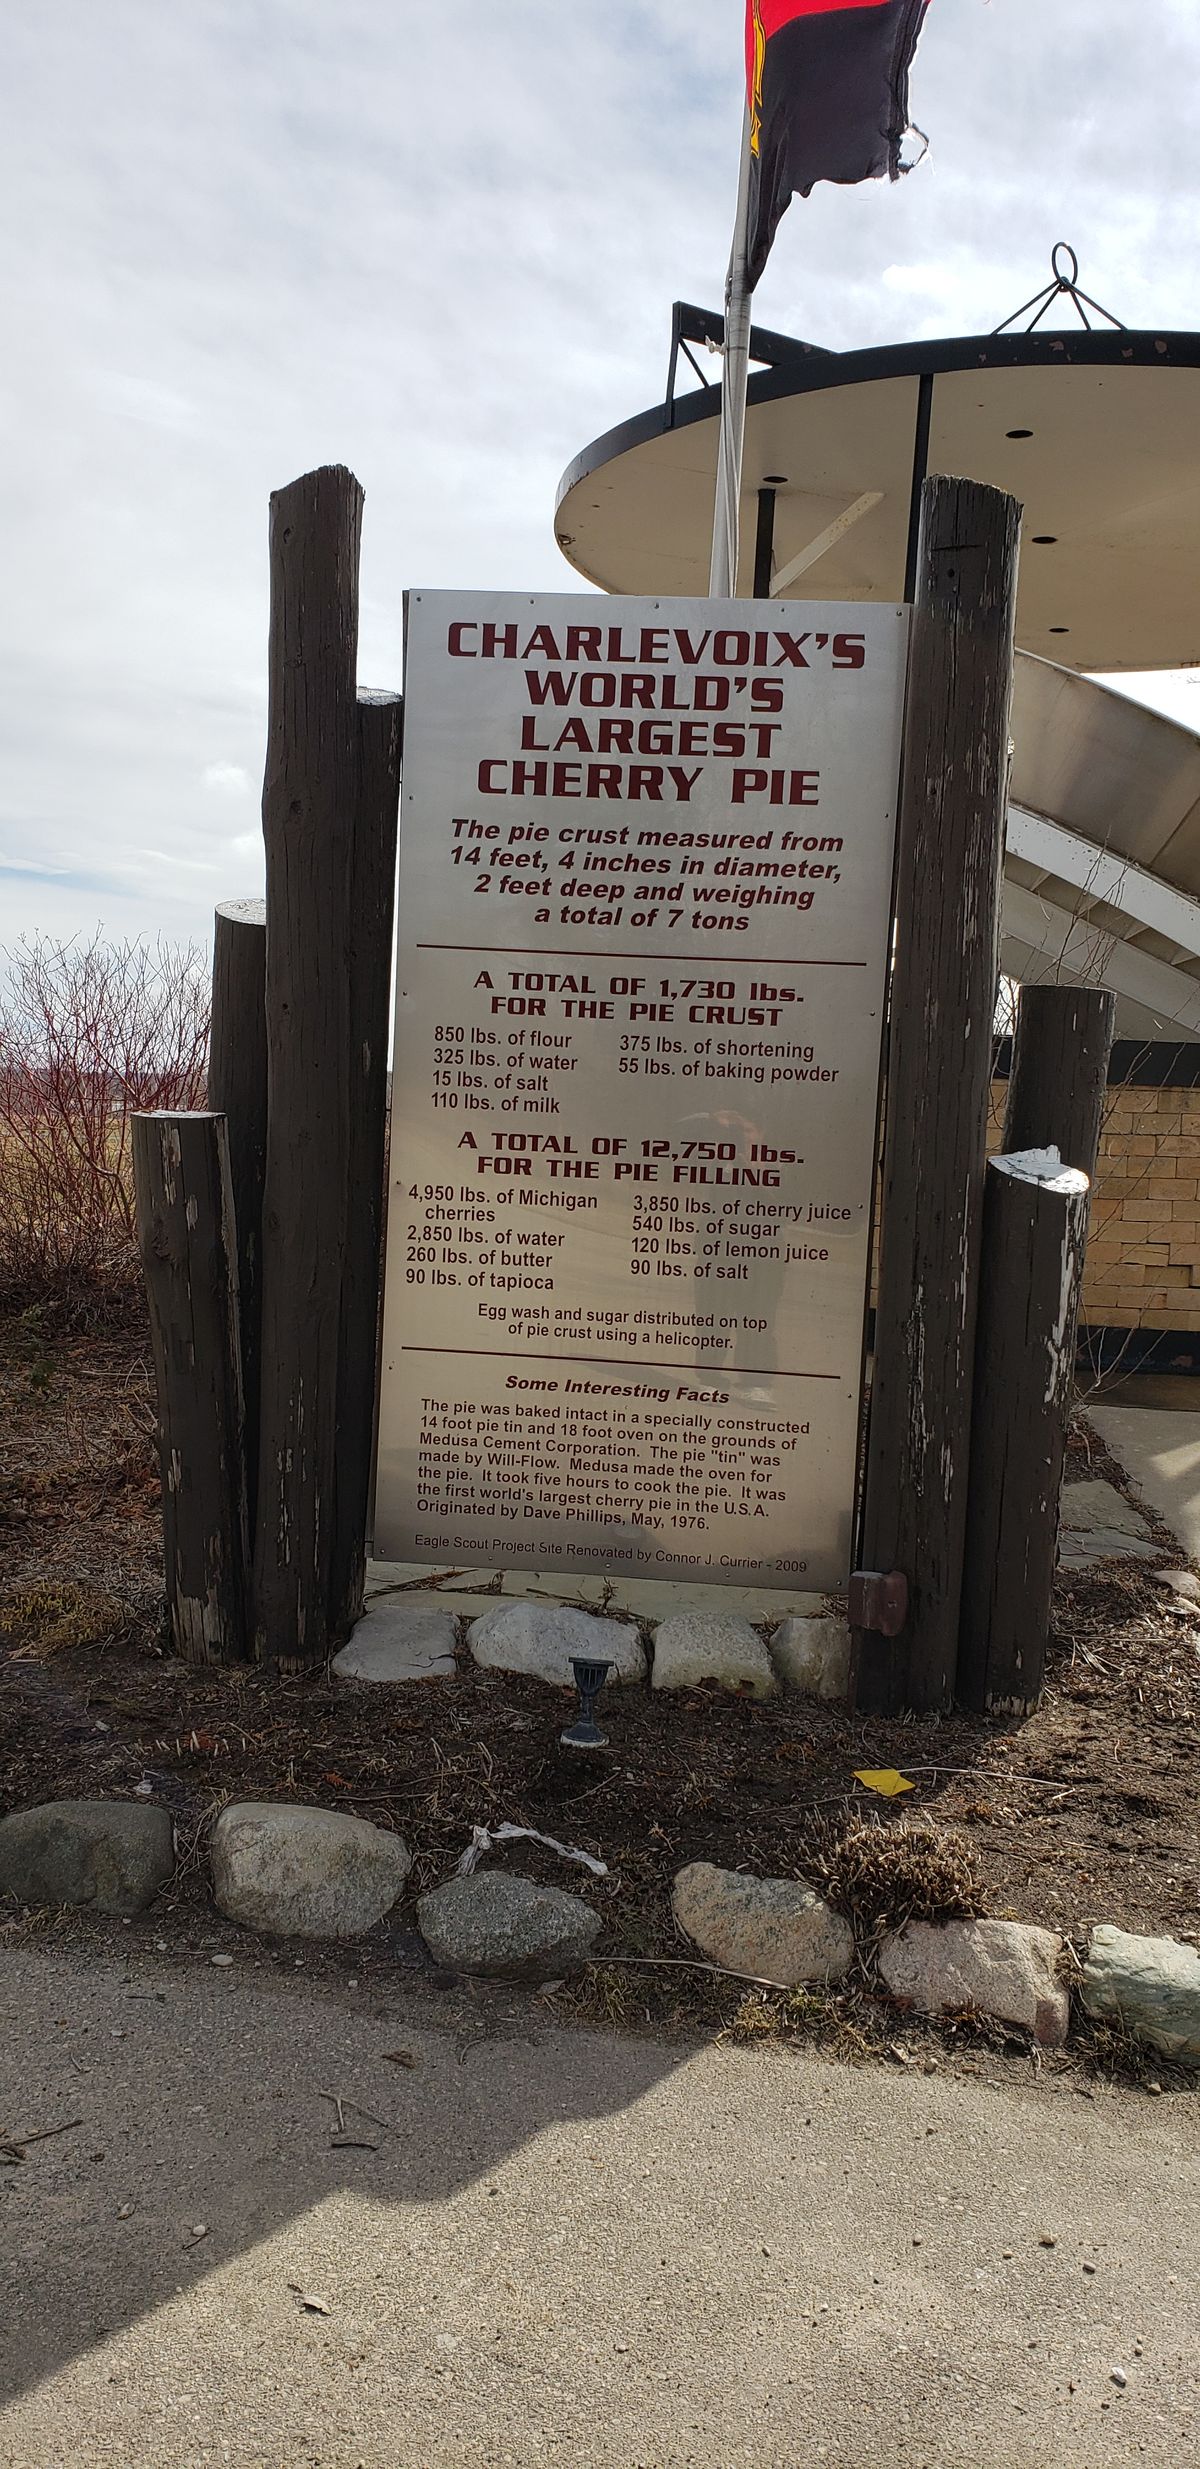 CHARLEVOIX'S
WORLD'S
LARGEST
CHERRY PIE
The pie crust measured from
14 feet, 4 inches in diameter,
2 feet deep and weighing
a total of 7 tons
A TOTAL OF 1,730 lbs.
FOR THE PIE CRUST
850 lbs. of flour
325 lbs. of water
15 lbs. of salt
110 lbs. of milk
375 lbs. of shortening
55 lbs. of baking powder
A TOTAL OF 12,750 lbs.
FOR THE PIE FILLING
4,950 lbs. of Michigan
cherries
2,850 lbs. of water
260 lbs. of butter
90 lbs. of tapioca
3,850 lbs. of cherry juice
540 lbs. of sugar
120 lbs. of lemon juice
90 lbs. of salt
Egg wash and sugar distributed on top
of pie crust using a helicopter.
Some Interesting Facts
The pie was baked intact in a specially constructed
14 foot pie tin and 18 foot oven on the grounds of
Medusa Cement Corporation. The pie "tin" was
made by Will-Flow. Medusa made the oven for
the pie. It took five hours to cook the pie. It was
the first world's largest cherry pie in the U.S.A.
Originated by Dave Phillips, May, 1976.
Eagle Scout Project Site Renovated by Connor J. Currier - 2009